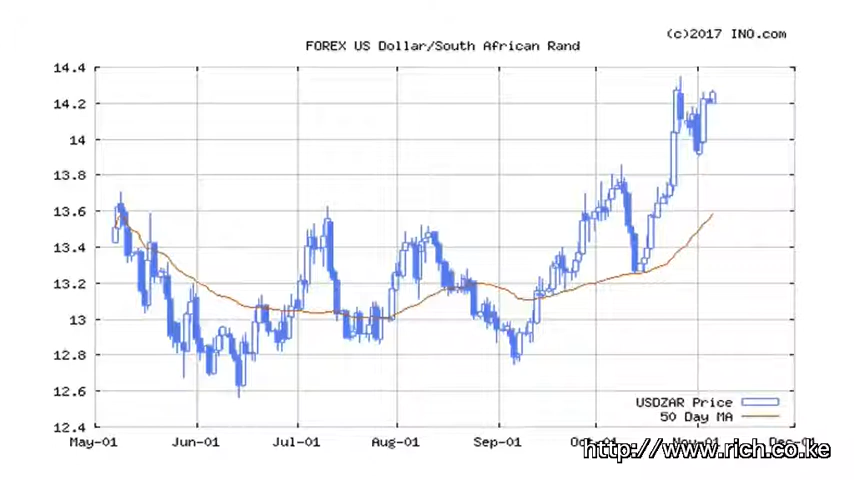 (c)2017 INO.com
FOREX US Dollar/South African Rand
14.4
14.2
14
13.8
13.6
13.4
13.2
13
12.8
12.6
12.4
USDZAR Price
50 Day MA
May-01 Jun-01 Jul-01 Aug-01 Sep-01 Oct-01 Nov-01 Dec-01
http://www.rich.co.ke